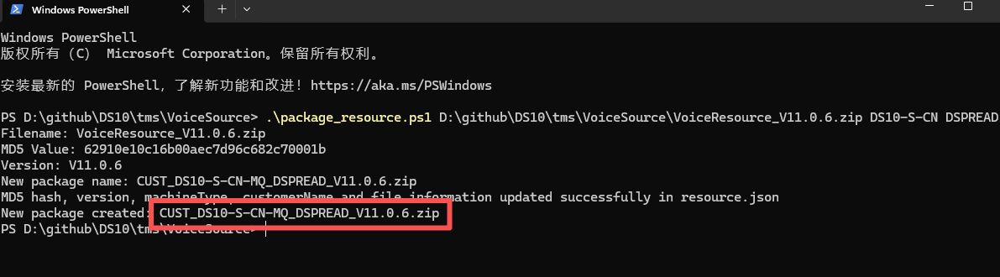 Windows PowerShell
Windows PowerShell
版权所有（C） Microsoft Corporation。保留所有权利。
安装最新的 PowerShell，了解新功能和改进！https://aka.ms/PSWindows
PS D:\github\DS10\tms\VoiceSource> .\package_resource.ps1 D:\github\DS10\tms\VoiceSource\VoiceResource_V11.0.6.zip DS10-S-CN DSPREAD
Filename: VoiceResource_V11.0.6.zip
MD5 Value: 62910e10c16b00aec7d96c682c70001b
Version: V11.0.6
New package name: CUST_DS10-S-CN-MQ_DSPREAD_V11.0.6.zip
MD5 hash, version, machineType, customerName and file information updated successfully in resource.json
New package created: CUST_DS10-S-CN-MQ_DSPREAD_V11.0.6.zip
PS D:\github\DS10\tms\VoiceSource>